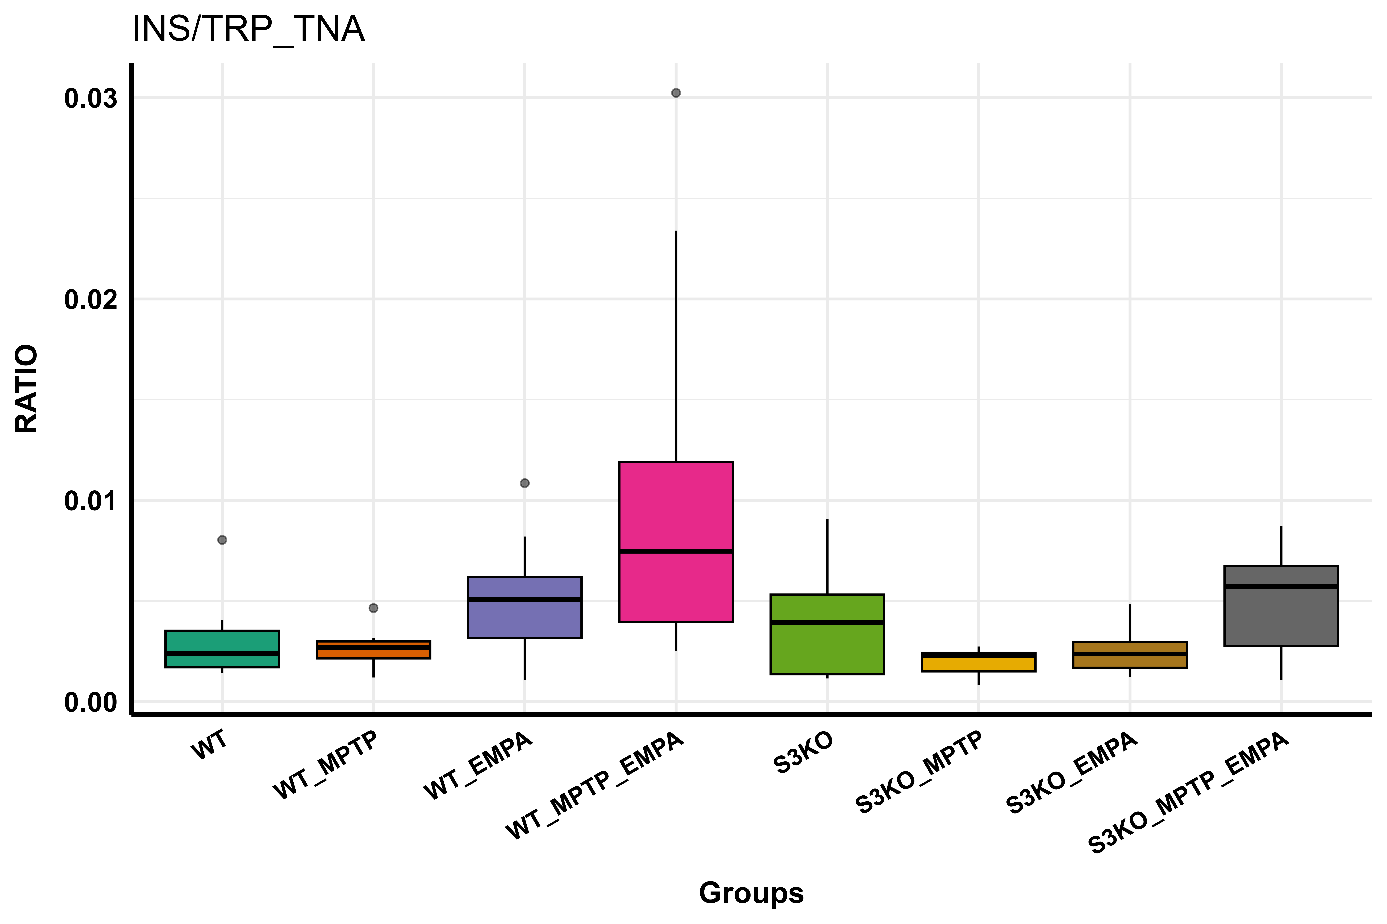 INS/TRP_TNA
0.03
0.02
0.01
0.00
RATIO
WT
WT_MPTP
WT_EMPA
WT_MPTP_EMPA
S3KO
S3KO_MPTP
S3KO_EMPA
S3KO_MPTP_EMPA
Groups